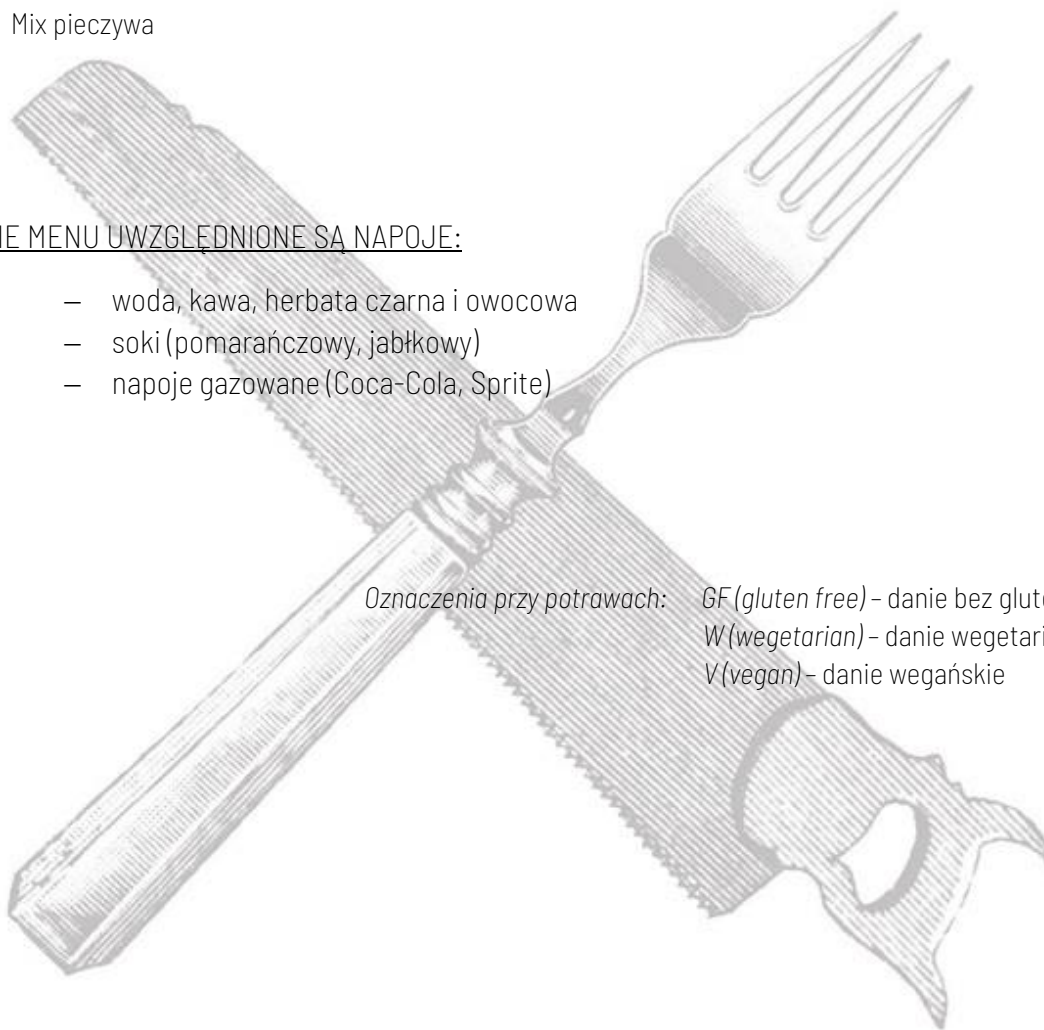 Mix pieczywa
IE MENU UWZGLĘDNIONE SĄ NAPOJE:
– woda, kawa, herbata czarna i owocowa
– soki (pomarańczowy, jabłkowy)
– napoje gazowane (Coca-Cola, Sprite)
Oznaczenia przy potrawach: GF (gluten free) – danie bez glut
W (wegetarian) – danie wegetari
V (vegan) – danie wegańskie